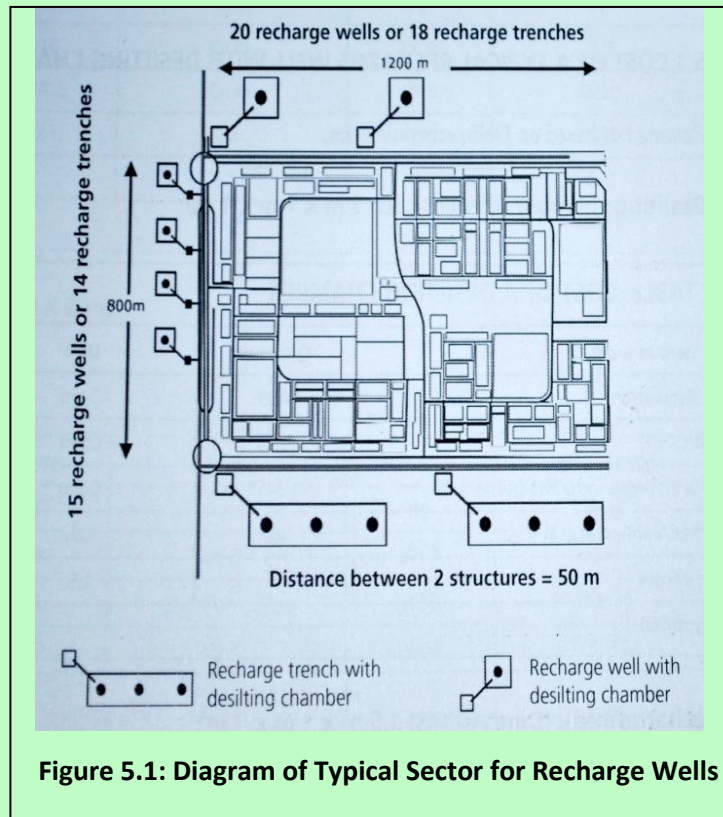 20 recharge wells or 18 recharge trenches
1200 m
15 recharge wells or 14 recharge trenches
800m
Distance between 2 structures = 50 m
Recharge trench with
desilting chamber
Recharge well with
desilting chamber
Figure 5.1: Diagram of Typical Sector for Recharge Wells